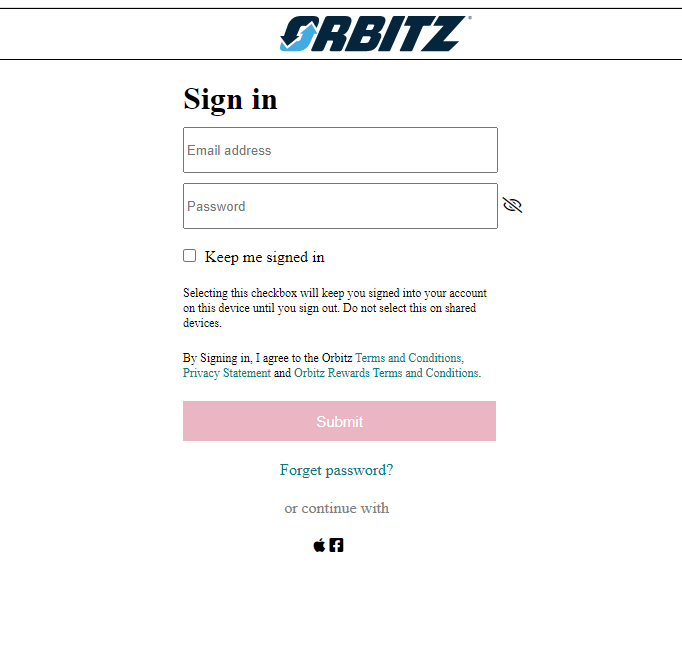 ORBITZ
Sign in
Email address
Password
Keep me signed in
Selecting this checkbox will keep you signed into your account
on this device until you sign out. Do not select this on shared
devices.
By Signing in, I agree to the Orbitz Terms and Conditions,
Privacy Statement and Orbitz Rewards Terms and Conditions.
Submit
Forget password?
or continue with